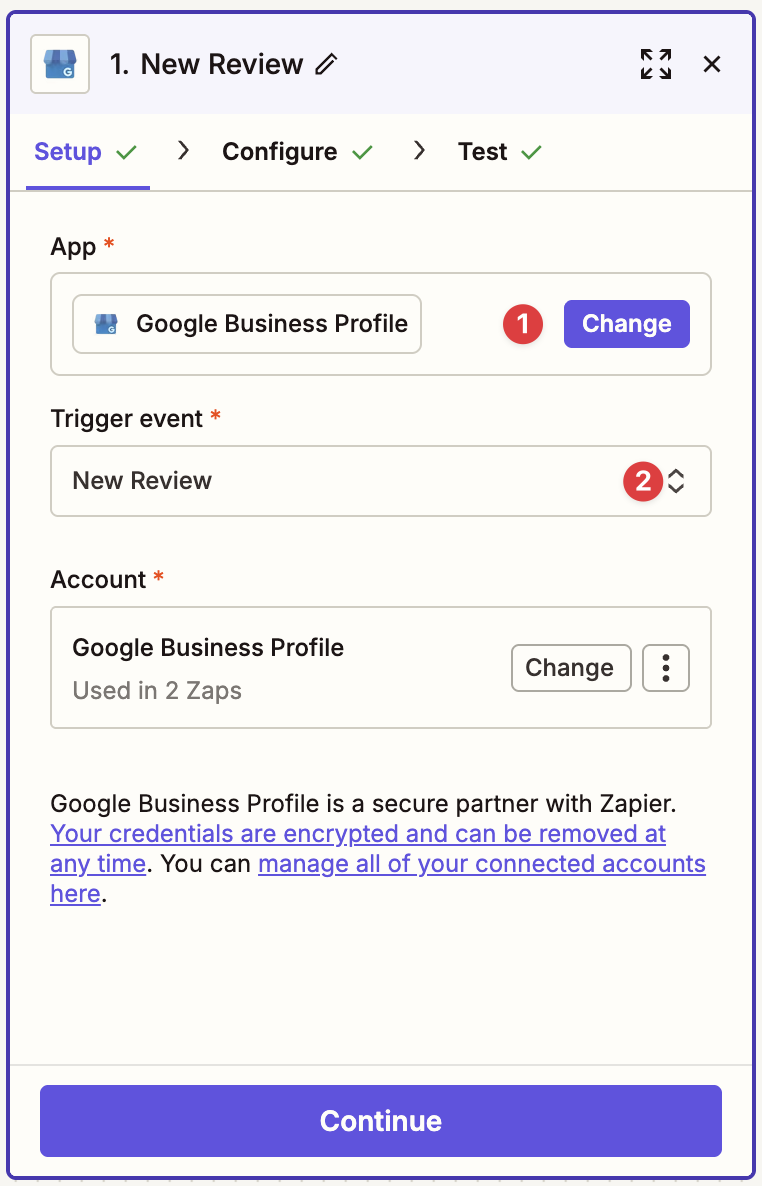 1. New Review
Setup
Configure
Test
App *
Google Business Profile
1
Change
Trigger event *
New Review
2
Account *
Google Business Profile
Used in 2 Zaps
Change
Google Business Profile is a secure partner with Zapier.
Your credentials are encrypted and can be removed at
any time. You can manage all of your connected accounts
here.
Continue